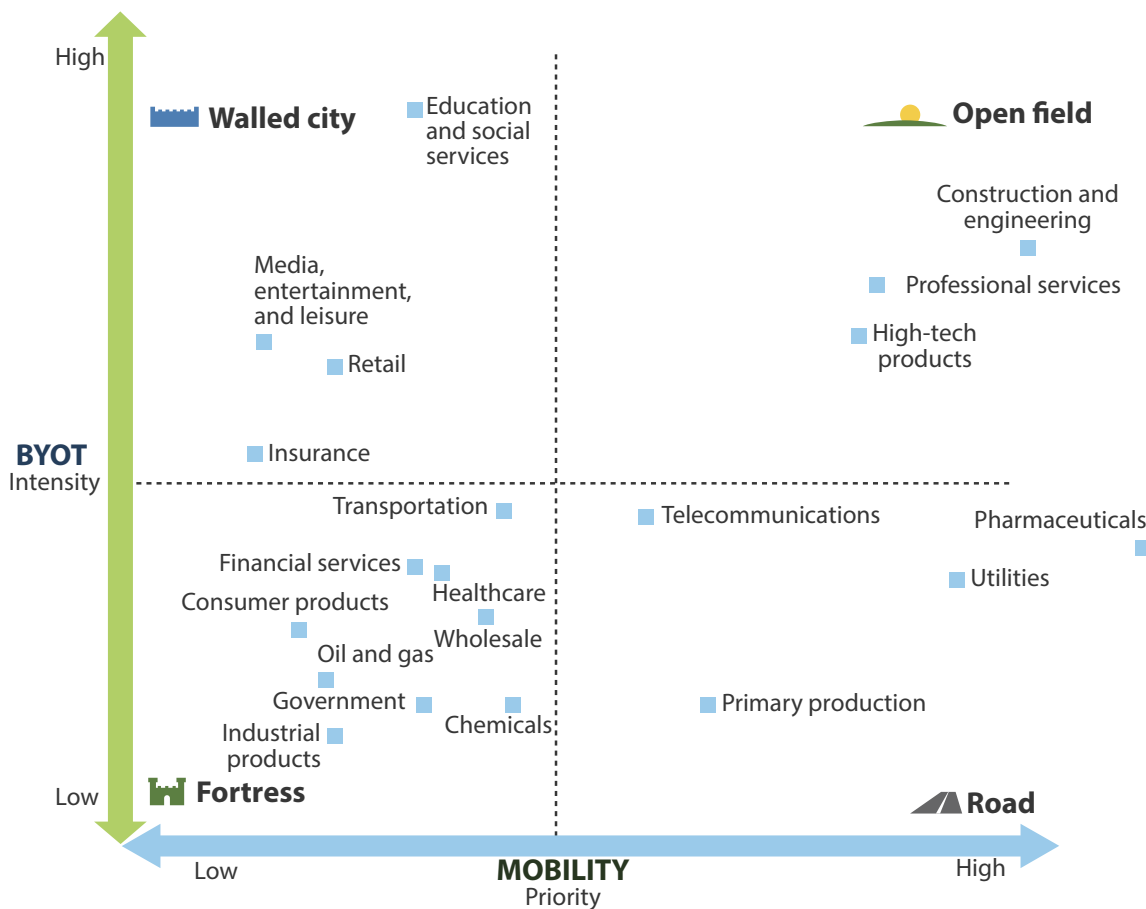 High
Walled city
Education
and social
services
Open field
Construction and
engineering
Media,
entertainment,
and leisure
Professional services
High-tech
products
Retail
BYOT
Intensity
Insurance
Transportation
Telecommunications
Pharmaceuticals
Financial services
Healthcare
Utilities
Consumer products
Wholesale
Oil and gas
Government
Chemicals
Primary production
Industrial
products
Low
Fortress
Road
Low
MOBILITY
Priority
High